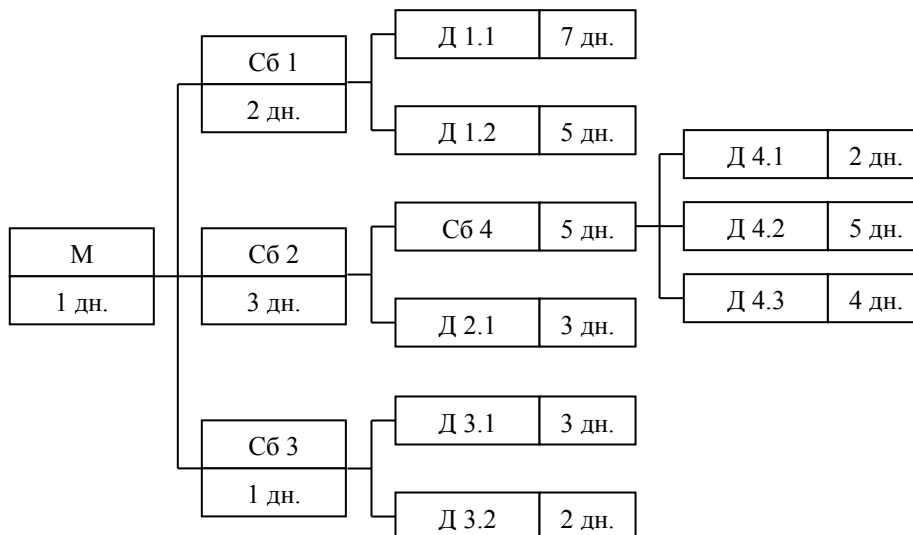 Сб 1
2 дн.
Д 1.1 7 дн.
Д 1.2 5 дн.
М
1 дн.
Сб 2
3 дн.
Сб 4 5 дн.
Д 2.1 3 дн.
Д 4.1 2 дн.
Д 4.2 5 дн.
Д 4.3 4 дн.
Сб 3
1 дн.
Д 3.1 3 дн.
Д 3.2 2 дн.